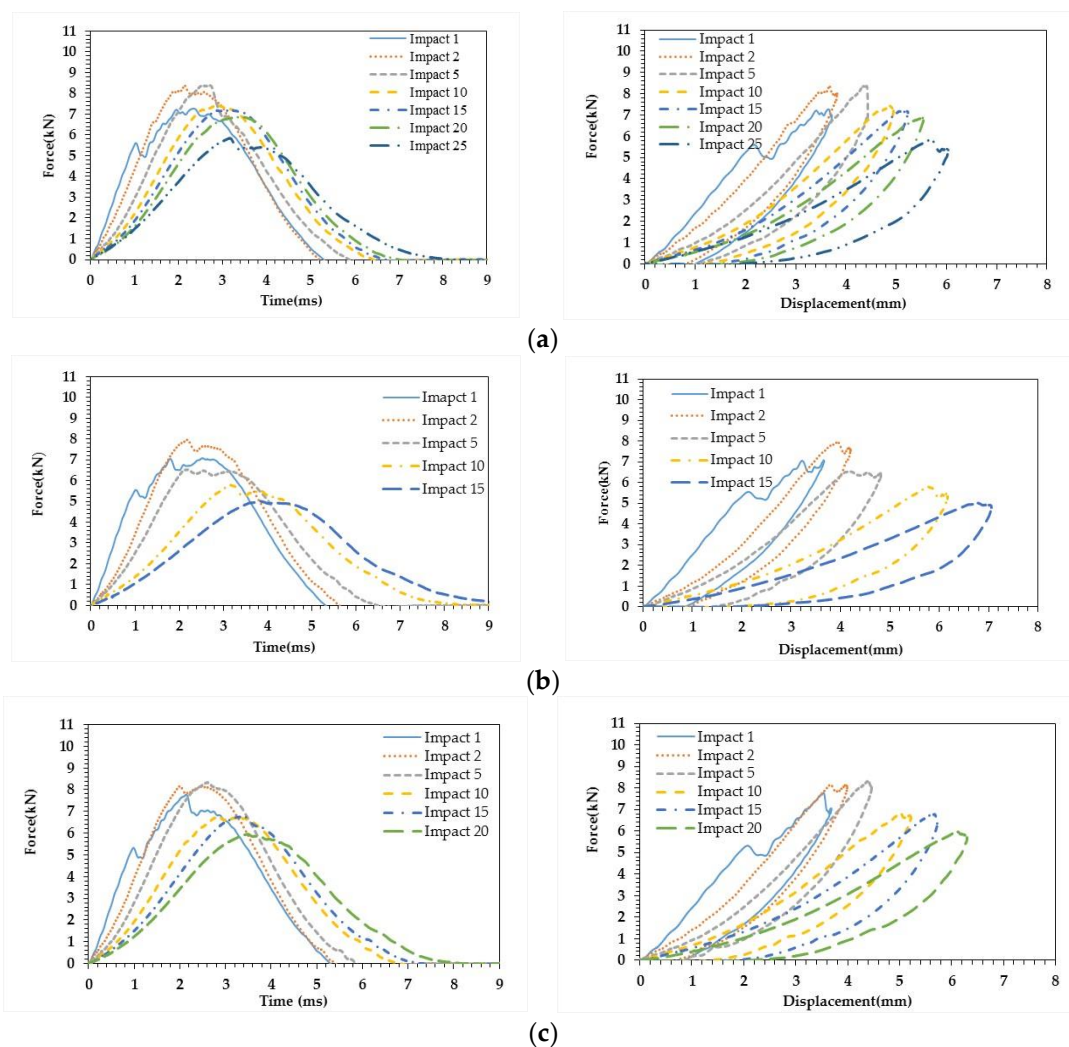 11
10
9
8
7
6
5
4
3
2
1
0
Force(kN)
0 1 2 3 4 5 6 7 8 9
Time(ms)
Impact 1
Impact 2
Impact 5
Impact 10
Impact 15
Impact 20
Impact 25
11
10
9
8
7
6
5
4
3
2
1
0
Force(kN)
0 1 2 3 4 5 6 7 8
Displacement(mm)
Impact 1
Impact 2
Impact 5
Impact 10
Impact 15
Impact 20
Impact 25
(a)
11
10
9
8
7
6
5
4
3
2
1
0
Force(kN)
0 1 2 3 4 5 6 7 8 9
Time(ms)
Imapct 1
Impact 2
Impact 5
Impact 10
Impact 15
11
10
9
8
7
6
5
4
3
2
1
0
Force(kN)
0 1 2 3 4 5 6 7 8
Displacement(mm)
Impact 1
Impact 2
Impact 5
Impact 10
Impact 15
(b)
11
10
9
8
7
6
5
4
3
2
1
0
Force(kN)
0 1 2 3 4 5 6 7 8 9
Time (ms)
Impact 1
Impact 2
Impact 5
Impact 10
Impact 15
Impact 20
11
10
9
8
7
6
5
4
3
2
1
0
Force(kN)
0 1 2 3 4 5 6 7 8
Displacement(mm)
Impact 1
Impact 2
Impact 5
Impact 10
Impact 15
Impact 20
(c)